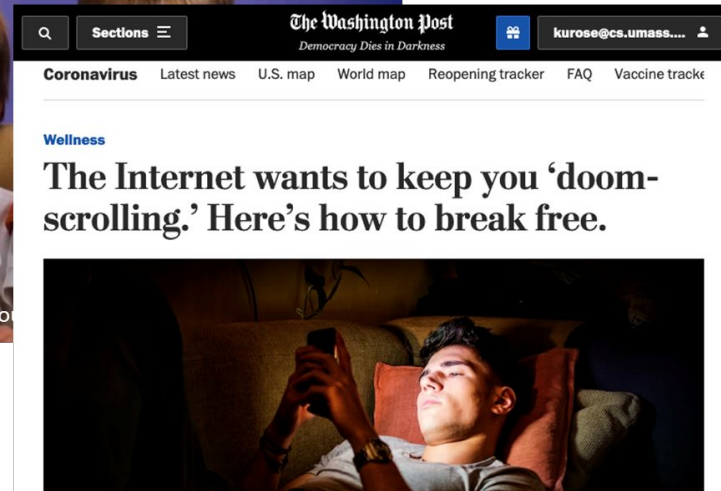 Sections
The Washington Post
Democracy Dies in Darkness
kurose@cs.umass....
Coronavirus Latest news U.S. map World map Reopening tracker FAQ Vaccine tracke
Wellness
The Internet wants to keep you ‘doom-
scrolling.’ Here’s how to break free.